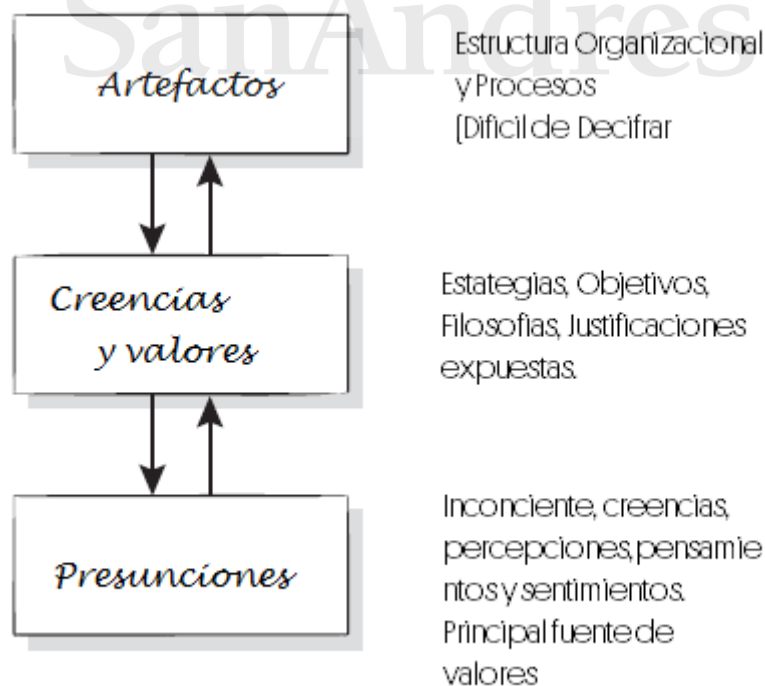 SanAndres
Artefactos
Estructura Organizacional
y Procesos
(Dificil de Decifrar
Creencias
y valores
Estategias, Objetivos,
Filosofias, Justificaciones
expuestas.
Presunciones
Inconciente, creencias,
percepciones, pensamie
ntos y sentimientos.
Principal fuente de
valores